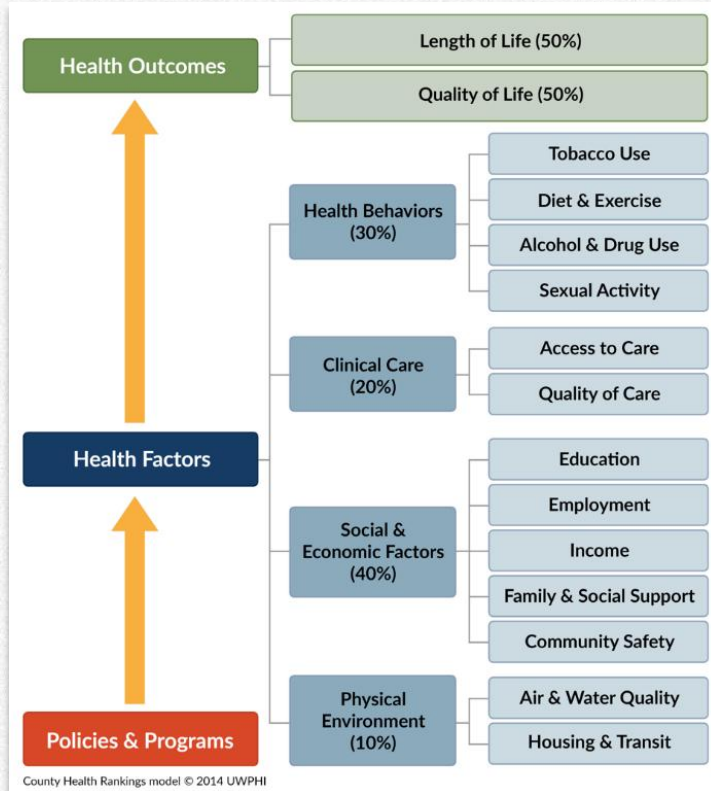 Health Outcomes
Length of Life (50%)
Quality of Life (50%)
Health Behaviors
(30%)
Tobacco Use
Diet & Exercise
Alcohol & Drug Use
Sexual Activity
Clinical Care
(20%)
Access to Care
Quality of Care
Health Factors
Social &
Economic Factors
(40%)
Education
Employment
Income
Family & Social Support
Community Safety
Physical
Environment
(10%)
Air & Water Quality
Housing & Transit
Policies & Programs
County Health Rankings model © 2014 UWPHI